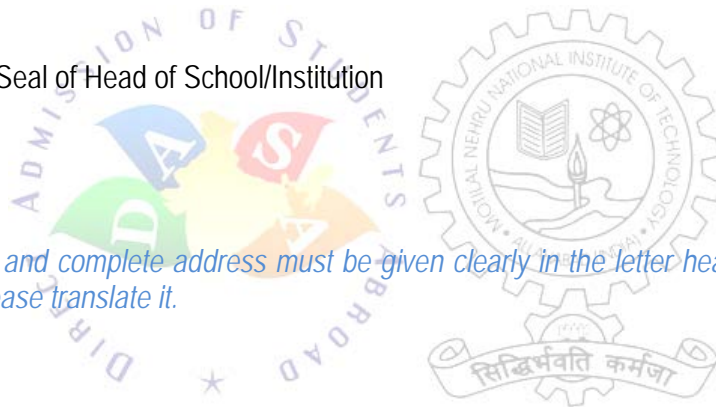 Seal of Head of School/Institution
and complete address must be given clearly in the letter hea
ase translate it.
DIRECT ADMISSION OF STUDENTS ABROAD
D A S A
MOTILAL NEHRU NATIONAL INSTITUTE OF TECHNOLOGY
सिद्धिर्भवति कर्मजा